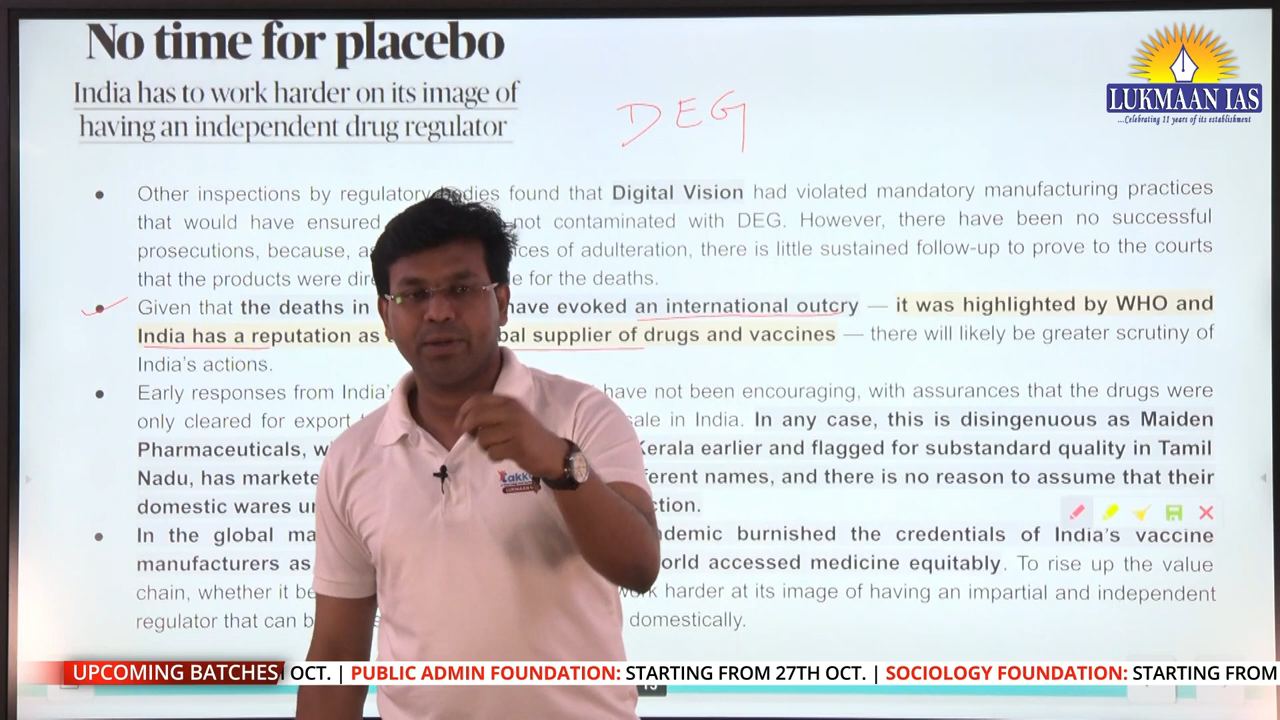 No time for placebo
India has to work harder on its image of
having an independent drug regulator
DEG
LUKMAAN IAS
...Celebrating 11 years of its establishment
• Other inspections by regulatory bodies found that Digital Vision had violated mandatory manufacturing practices
that would have ensured not contaminated with DEG. However, there have been no successful
prosecutions, because, as of adulteration, there is little sustained follow-up to prove to the courts
that the products were for the deaths.
• Given that the deaths in have evoked an international outcry — it was highlighted by WHO and
India has a reputation as supplier of drugs and vaccines — there will likely be greater scrutiny of
India's actions.
• Early responses from have not been encouraging, with assurances that the drugs were
only cleared for export in India. In any case, this is disingenuous as Maiden
Pharmaceuticals, Kerala earlier and flagged for substandard quality in Tamil
Nadu, has names, and there is no reason to assume that their
domestic wares
• In the global burnished the credentials of India's vaccine
manufacturers as accessed medicine equitably. To rise up the value
chain, whether it work harder at its image of having an impartial and independent
regulator that can domestically.
LUKMAAN IAS
UPCOMING BATCHES OCT. | PUBLIC ADMIN FOUNDATION: STARTING FROM 27TH OCT. | SOCIOLOGY FOUNDATION: STARTING FROM